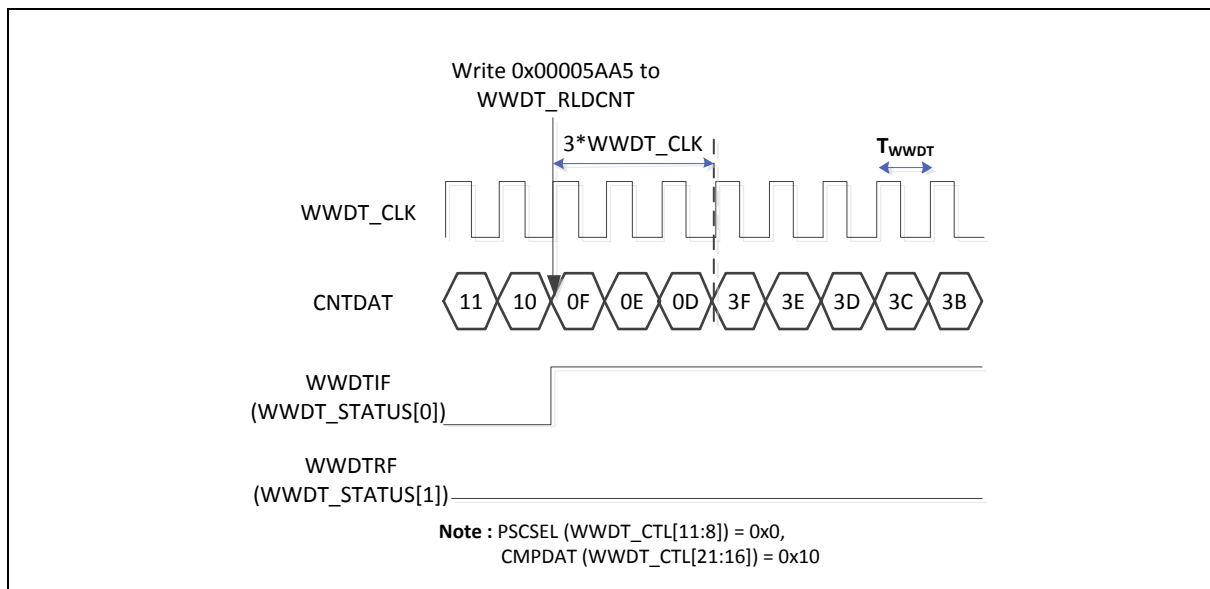 Write 0x00005AA5 to
WWDT_RLDCNT
3*WWDT_CLK
TWWDT
WWDT_CLK
CNTDAT
11 10 0F 0E 0D 3F 3E 3D 3C 3B
WWDTIF
(WWDT_STATUS[0])
WWDTRF
(WWDT_STATUS[1])
Note : PSCSEL (WWDT_CTL[11:8]) = 0x0,
CMPDAT (WWDT_CTL[21:16]) = 0x10